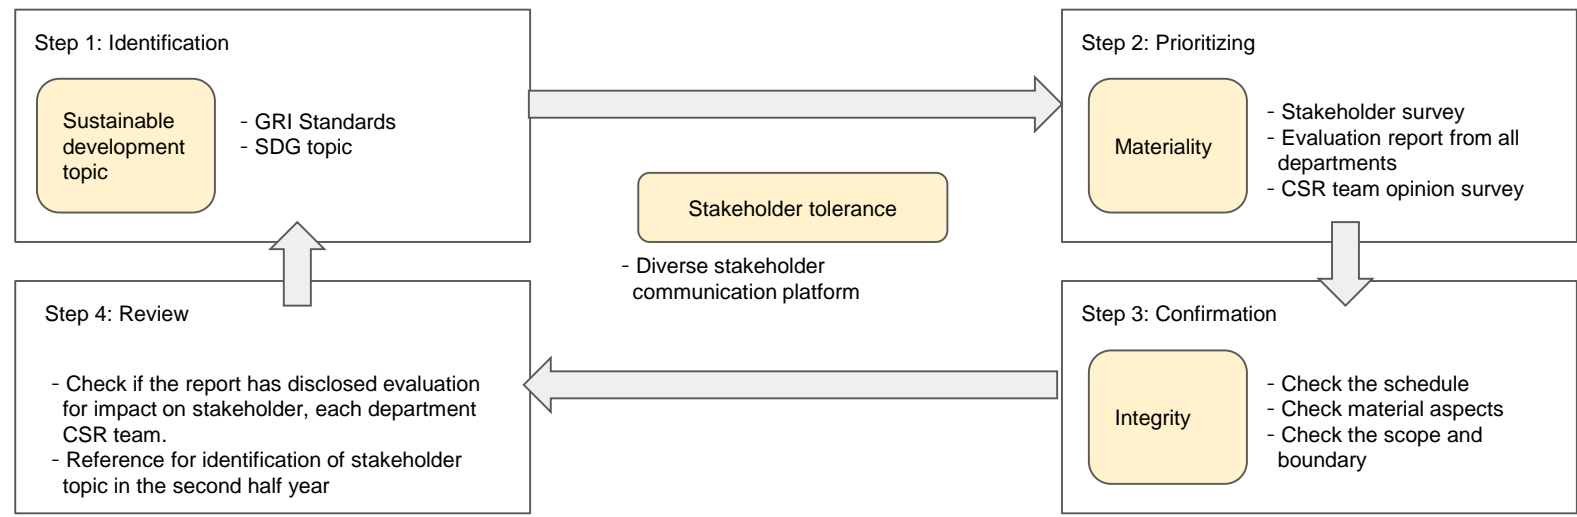 Step 1: Identification
Sustainable
development
topic
- GRI Standards
- SDG topic
Step 2: Prioritizing
Materiality
- Stakeholder survey
- Evaluation report from all
departments
- CSR team opinion survey
Stakeholder tolerance
- Diverse stakeholder
communication platform
Step 3: Confirmation
Integrity
- Check the schedule
- Check material aspects
- Check the scope and
boundary
Step 4: Review
- Check if the report has disclosed evaluation
for impact on stakeholder, each department
CSR team.
- Reference for identification of stakeholder
topic in the second half year